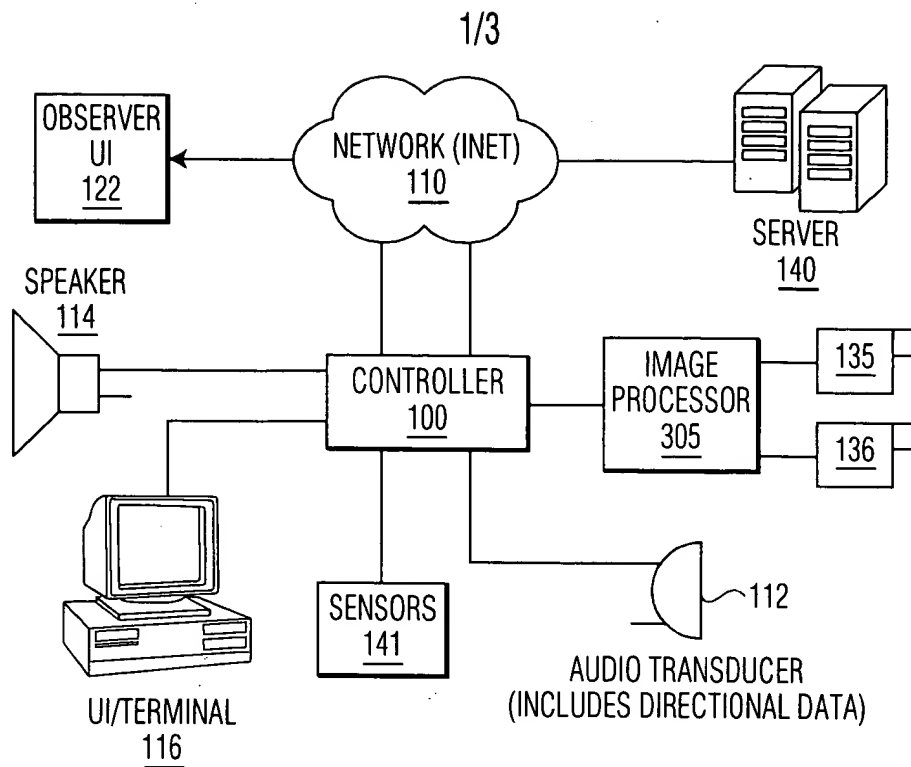 1/3
OBSERVER
UI
122
NETWORK (INET)
110
SERVER
140
SPEAKER
114
CONTROLLER
100
IMAGE
PROCESSOR
305
135
136
UI/TERMINAL
116
SENSORS
141
112
AUDIO TRANSDUCER
(INCLUDES DIRECTIONAL DATA)